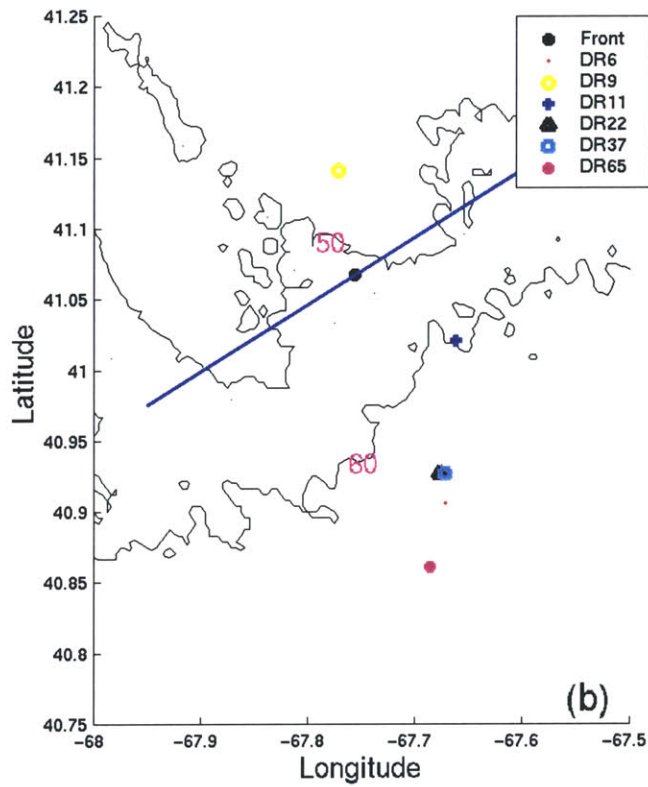 41.25
41.2
41.15
41.1
41.05
41
40.95
40.9
40.85
40.8
40.75
Latitude
Front
DR6
DR9
DR11
DR22
DR37
DR65
50
60
(b)
−68
−67.9
−67.8
−67.7
−67.6
−67.5
Longitude